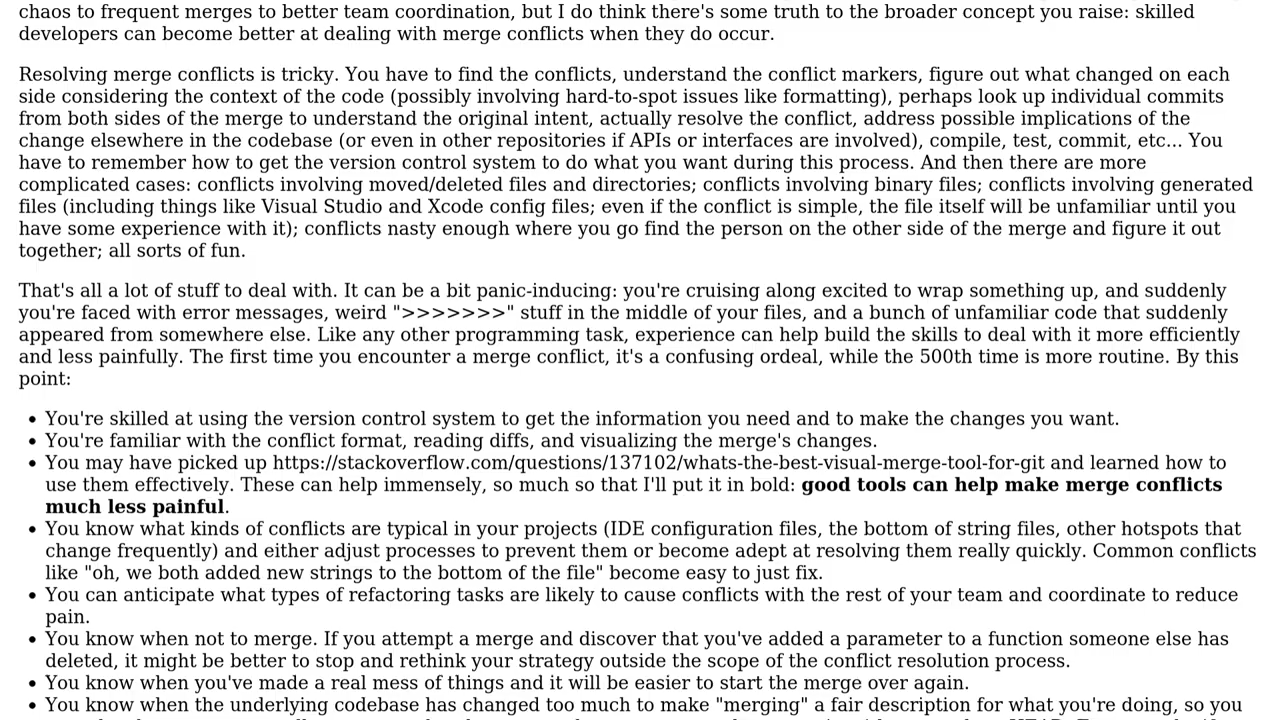 chaos to frequent merges to better team coordination, but I do think there's some truth to the broader concept you raise: skilled
developers can become better at dealing with merge conflicts when they do occur.
Resolving merge conflicts is tricky. You have to find the conflicts, understand the conflict markers, figure out what changed on each
side considering the context of the code (possibly involving hard-to-spot issues like formatting), perhaps look up individual commits
from both sides of the merge to understand the original intent, actually resolve the conflict, address possible implications of the
change elsewhere in the codebase (or even in other repositories if APIs or interfaces are involved), compile, test, commit, etc... You
have to remember how to get the version control system to do what you want during this process. And then there are more
complicated cases: conflicts involving moved/deleted files and directories; conflicts involving binary files; conflicts involving generated
files (including things like Visual Studio and Xcode config files; even if the conflict is simple, the file itself will be unfamiliar until you
have some experience with it); conflicts nasty enough where you go find the person on the other side of the merge and figure it out
together; all sorts of fun.
That's all a lot of stuff to deal with. It can be a bit panic-inducing: you're cruising along excited to wrap something up, and suddenly
you're faced with error messages, weird ">>>>>>>" stuff in the middle of your files, and a bunch of unfamiliar code that suddenly
appeared from somewhere else. Like any other programming task, experience can help build the skills to deal with it more efficiently
and less painfully. The first time you encounter a merge conflict, it's a confusing ordeal, while the 500th time is more routine. By this
point:
• You're skilled at using the version control system to get the information you need and to make the changes you want.
• You're familiar with the conflict format, reading diffs, and visualizing the merge's changes.
• You may have picked up https://stackoverflow.com/questions/137102/whats-the-best-visual-merge-tool-for-git and learned how to
use them effectively. These can help immensely, so much so that I'll put it in bold: good tools can help make merge conflicts
much less painful.
• You know what kinds of conflicts are typical in your projects (IDE configuration files, the bottom of string files, other hotspots that
change frequently) and either adjust processes to prevent them or become adept at resolving them really quickly. Common conflicts
like "oh, we both added new strings to the bottom of the file" become easy to just fix.
• You can anticipate what types of refactoring tasks are likely to cause conflicts with the rest of your team and coordinate to reduce
pain.
• You know when not to merge. If you attempt a merge and discover that you've added a parameter to a function someone else has
deleted, it might be better to stop and rethink your strategy outside the scope of the conflict resolution process.
• You know when you've made a real mess of things and it will be easier to start the merge over again.
• You know when the underlying codebase has changed too much to make "merging" a fair description for what you're doing, so you